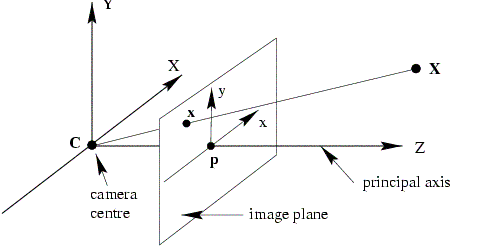 Y
X
X
y
x
x
C
Z
p
principal axis
camera
centre
image plane